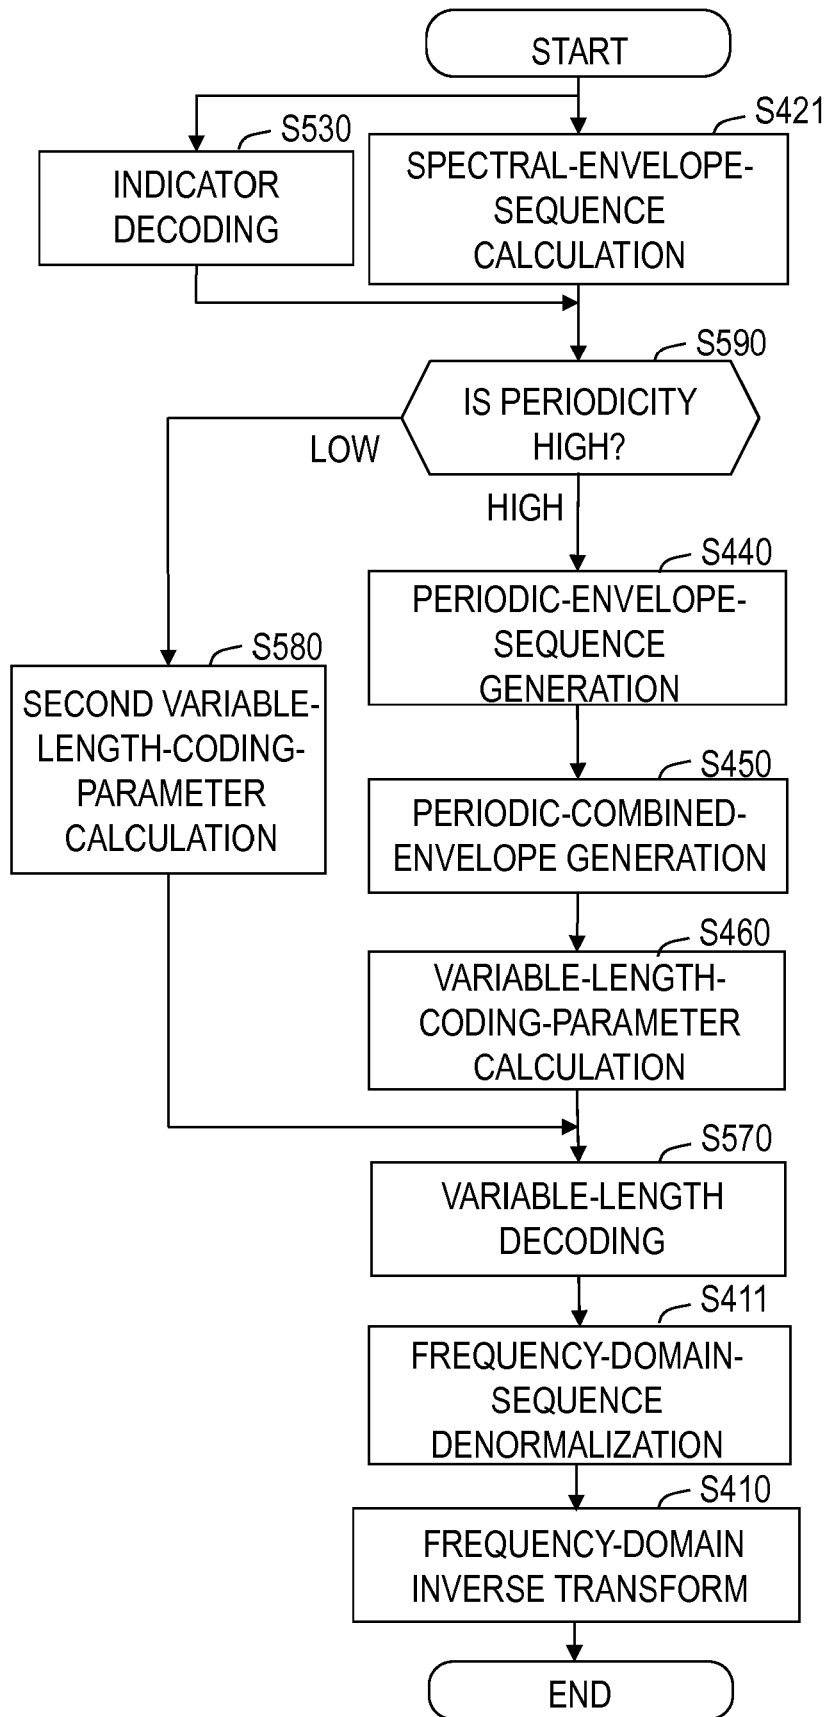 START
S530
INDICATOR
DECODING
S421
SPECTRAL-ENVELOPE-
SEQUENCE
CALCULATION
S590
IS PERIODICITY
HIGH?
LOW
HIGH
S440
PERIODIC-ENVELOPE-
SEQUENCE
GENERATION
S580
SECOND VARIABLE-
LENGTH-CODING-
PARAMETER
CALCULATION
S450
PERIODIC-COMBINED-
ENVELOPE GENERATION
S460
VARIABLE-LENGTH-
CODING-PARAMETER
CALCULATION
S570
VARIABLE-LENGTH
DECODING
S411
FREQUENCY-DOMAIN-
SEQUENCE
DENORMALIZATION
S410
FREQUENCY-DOMAIN
INVERSE TRANSFORM
END